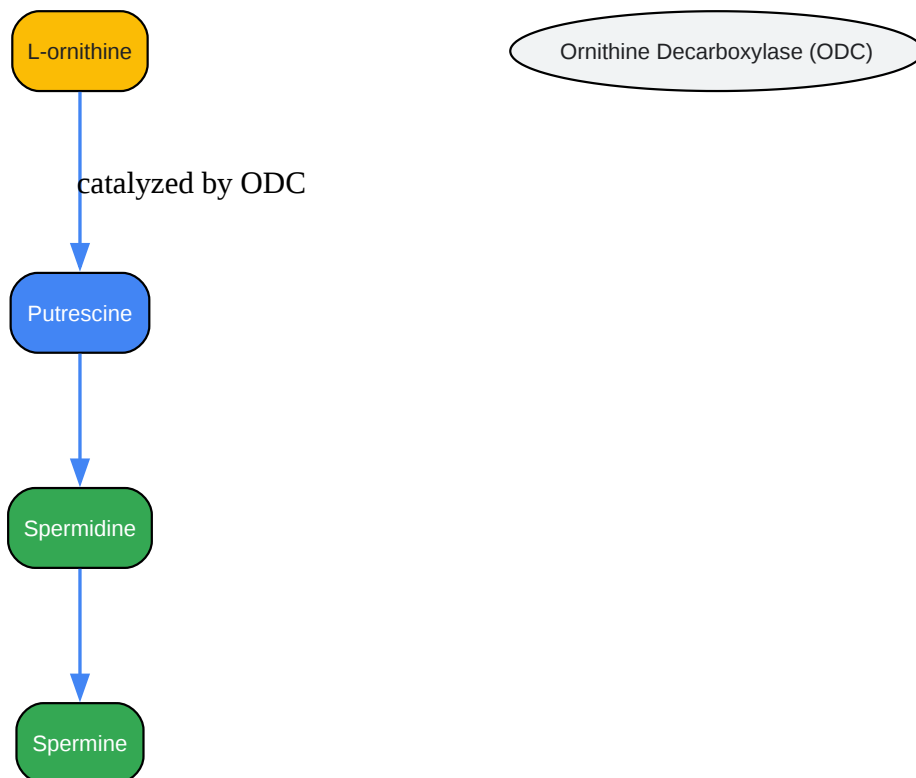 L-ornithine
Ornithine Decarboxylase (ODC)
catalyzed by ODC
Putrescine
Spermidine
Spermine